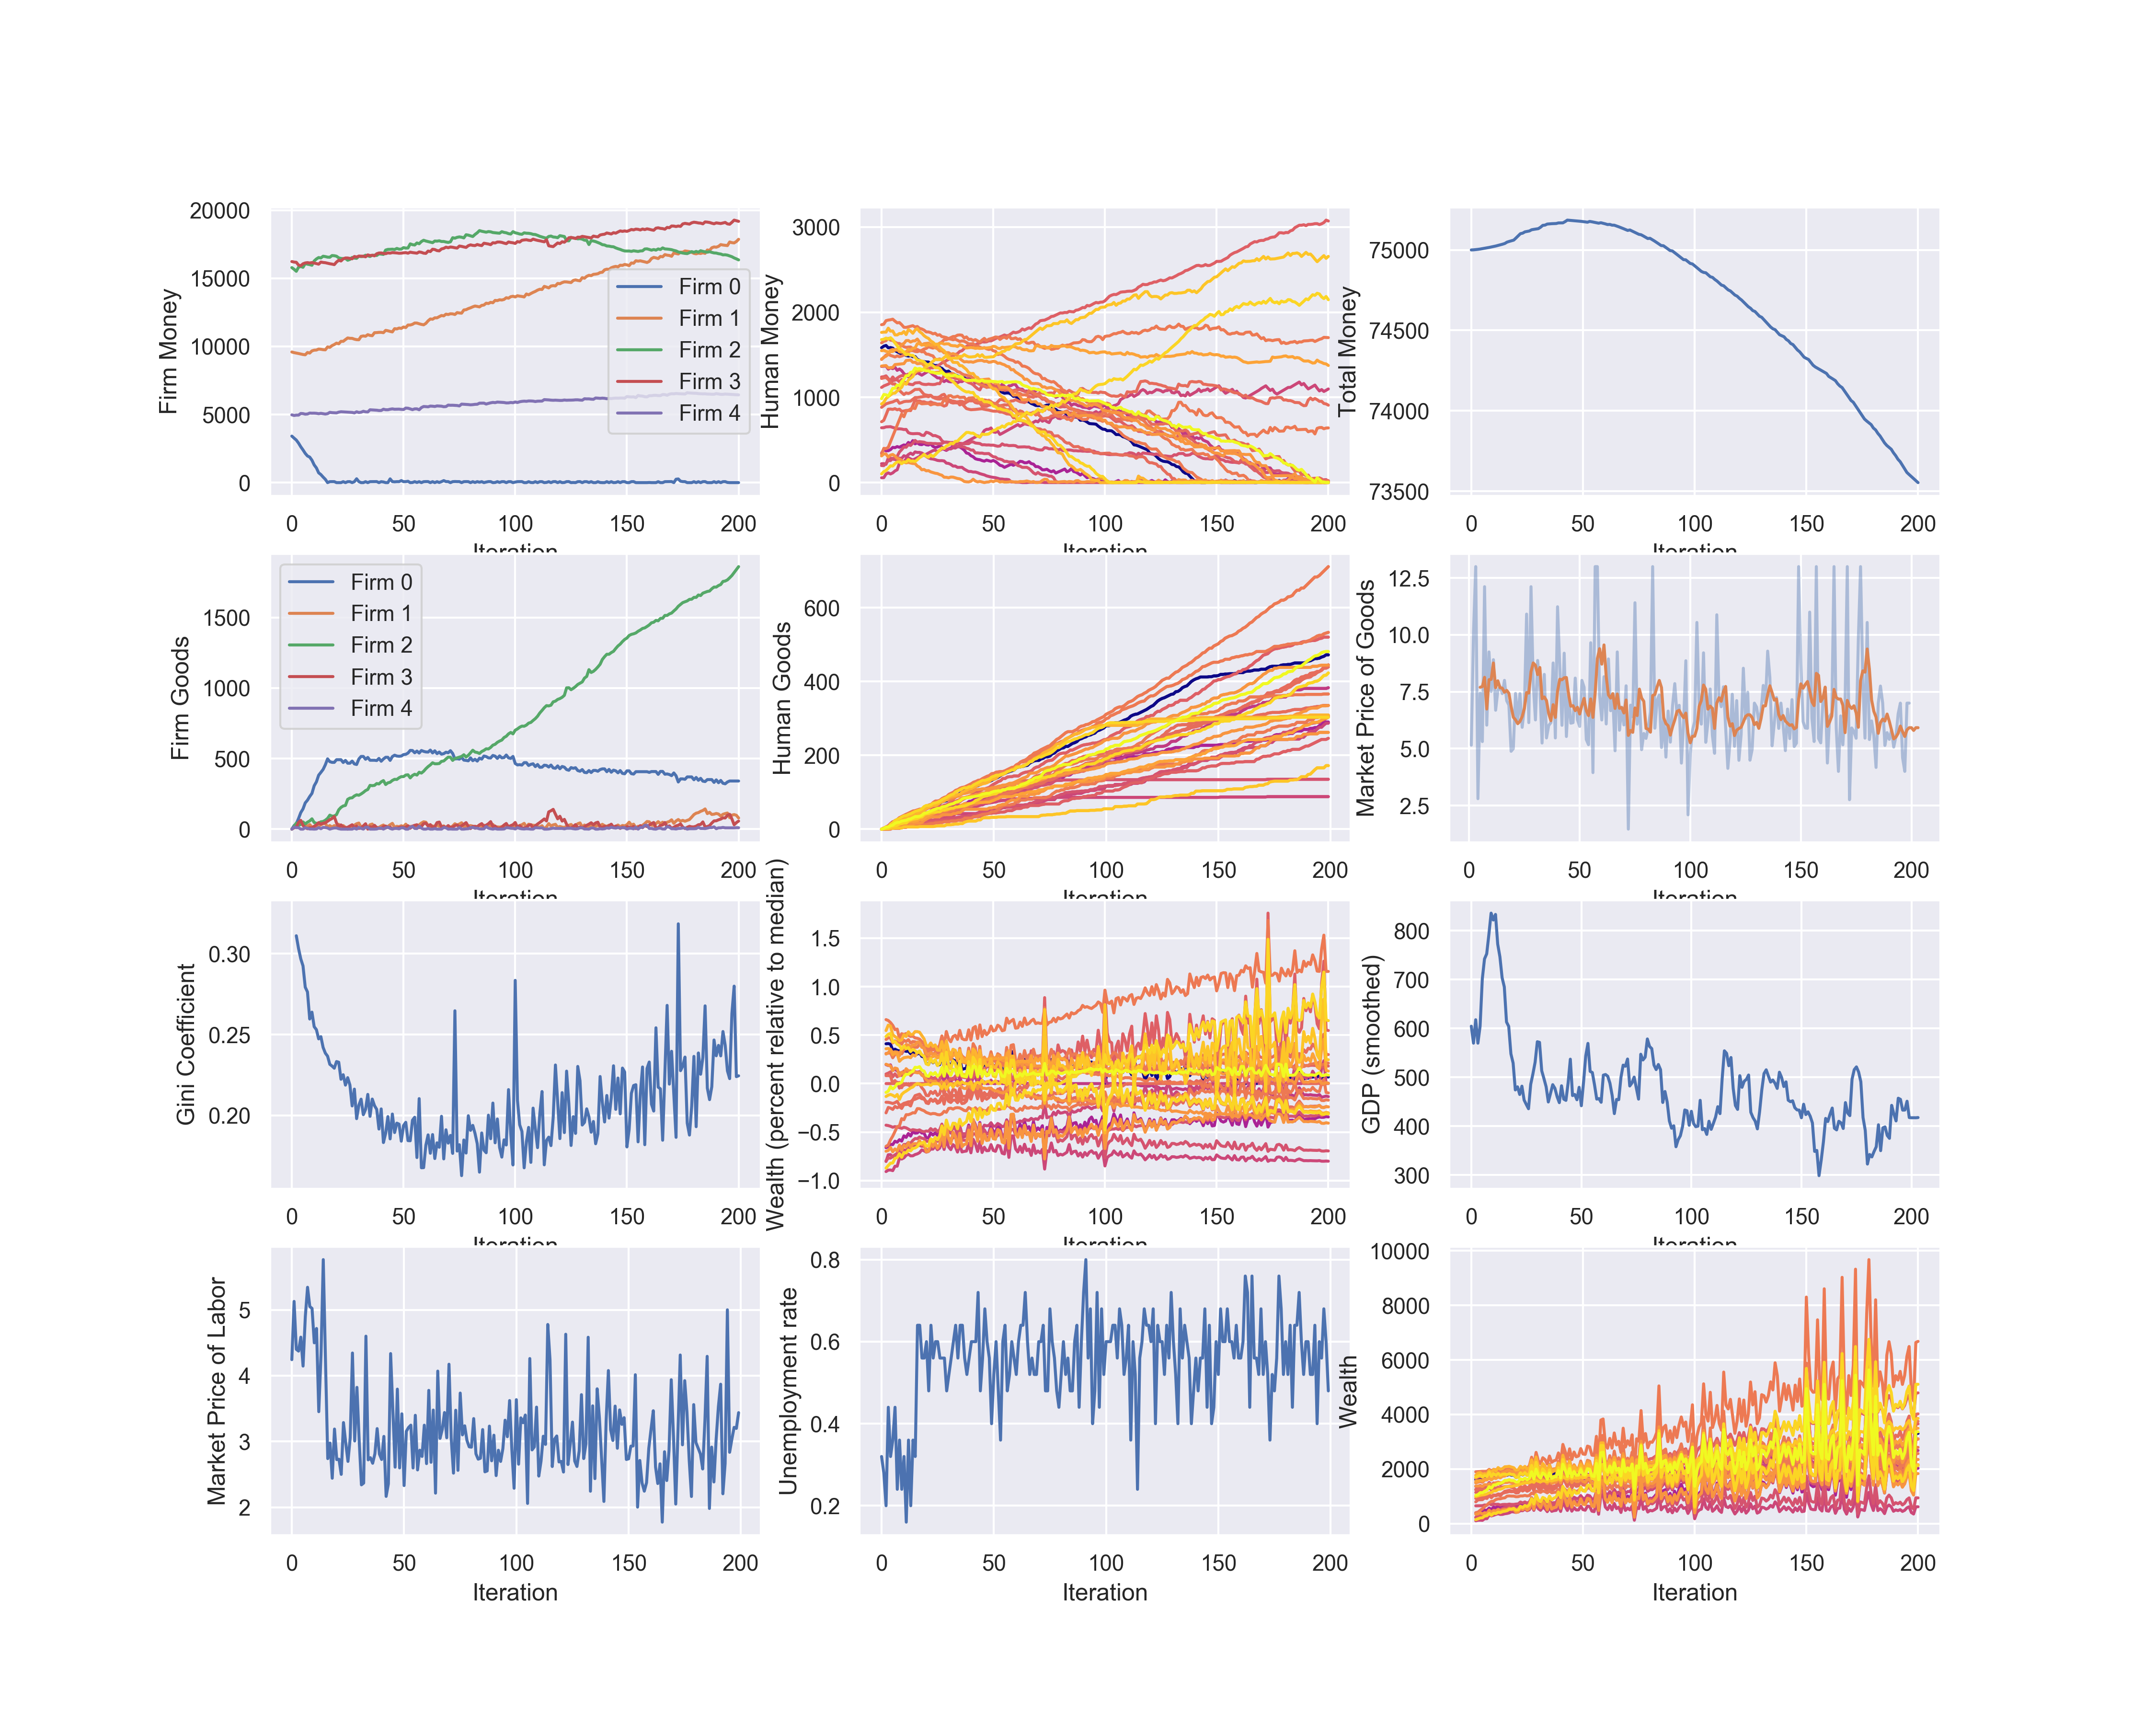 Firm Money
20000
15000
10000
5000
0
Firm 0
Firm 1
Firm 2
Firm 3
Firm 4
0 50 100 150 200
Iteration
Human Money
3000
2000
1000
0
0 50 100 150 200
Iteration
Total Money
75000
74500
74000
73500
0 50 100 150 200
Iteration
Firm Goods
1500
1000
500
0
Firm 0
Firm 1
Firm 2
Firm 3
Firm 4
0 50 100 150 200
Iteration
Human Goods
600
400
200
0
0 50 100 150 200
Iteration
Market Price of Goods
12.5
10.0
7.5
5.0
2.5
0 50 100 150 200
Iteration
Gini Coefficient
0.30
0.25
0.20
0 50 100 150 200
Iteration
Wealth (percent relative to median)
1.5
1.0
0.5
0.0
−0.5
−1.0
0 50 100 150 200
Iteration
GDP (smoothed)
800
700
600
500
400
300
0 50 100 150 200
Iteration
Market Price of Labor
5
4
3
2
0 50 100 150 200
Iteration
Unemployment rate
0.8
0.6
0.4
0.2
0 50 100 150 200
Iteration
Wealth
10000
8000
6000
4000
2000
0
0 50 100 150 200
Iteration